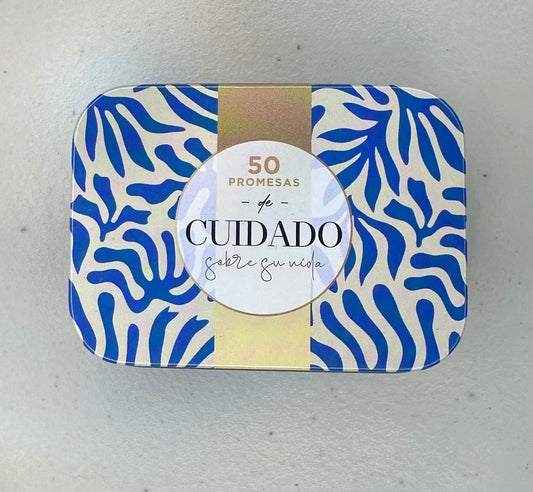 50
PROMESAS
- de -
CUIDADO
sobre su vida